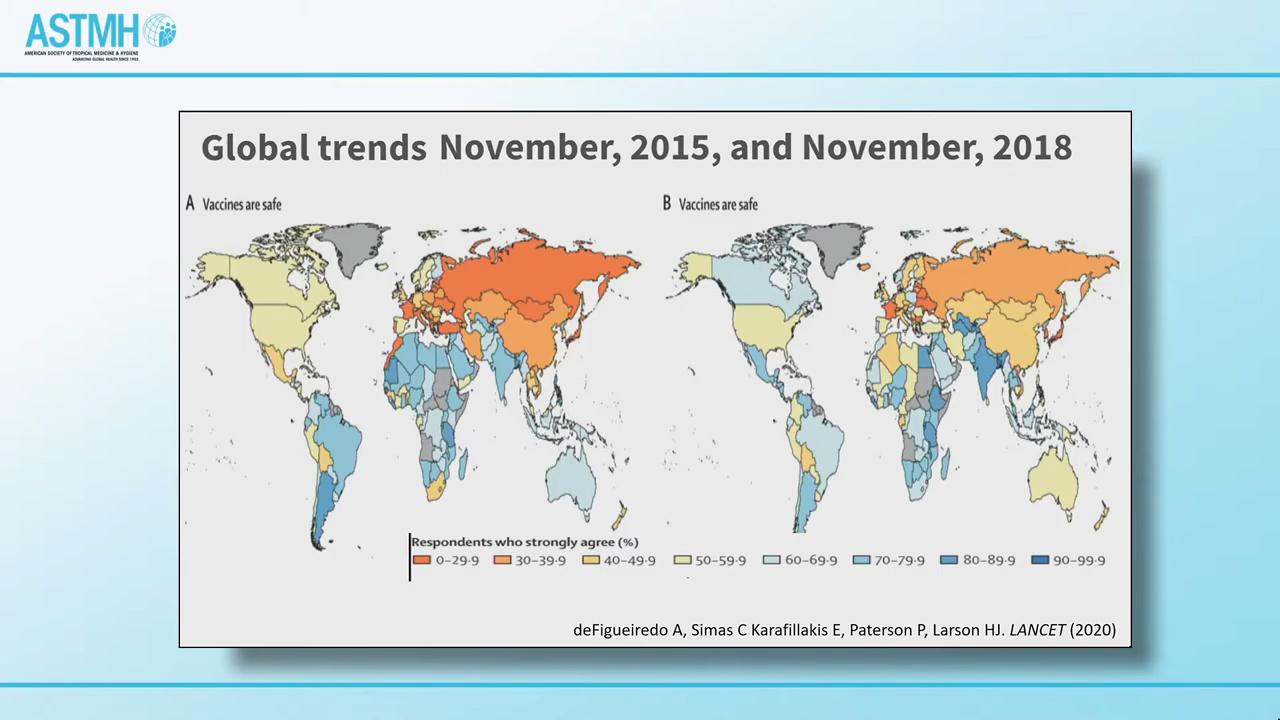 ASTMH
AMERICAN SOCIETY OF TROPICAL MEDICINE & HYGIENE
ADVANCING GLOBAL HEALTH SINCE 1903
Global trends November, 2015, and November, 2018
A Vaccines are safe
B Vaccines are safe
Respondents who strongly agree (%)
0–29·9 30–39·9 40–49·9 50–59·9 60–69·9 70–79·9 80–89·9 90–99·9
deFigueiredo A, Simas C Karafillakis E, Paterson P, Larson HJ. LANCET (2020)